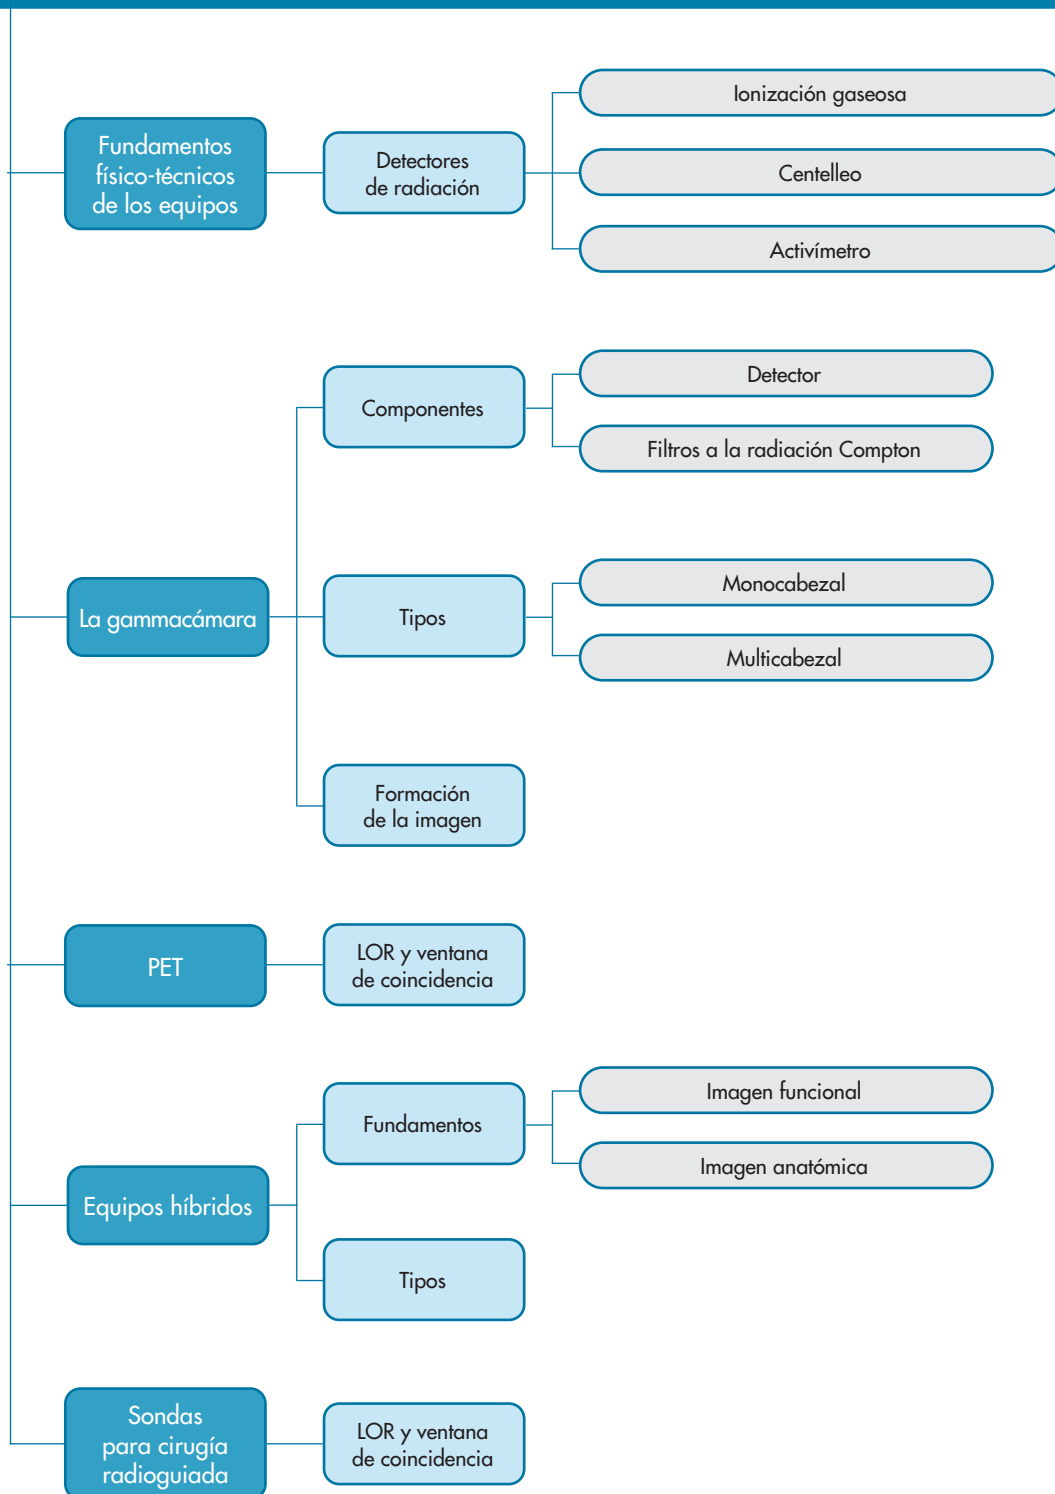 Fundamentos
físico-técnicos
de los equipos
Detectores
de radiación
Ionización gaseosa
Centelleo
Activímetro
La gammacámara
Componentes
Detector
Filtros a la radiación Compton
Tipos
Monocabezal
Multicabezal
Formación
de la imagen
PET
LOR y ventana
de coincidencia
Equipos híbridos
Fundamentos
Imagen funcional
Imagen anatómica
Tipos
Sondas
para cirugía
radioguiada
LOR y ventana
de coincidencia